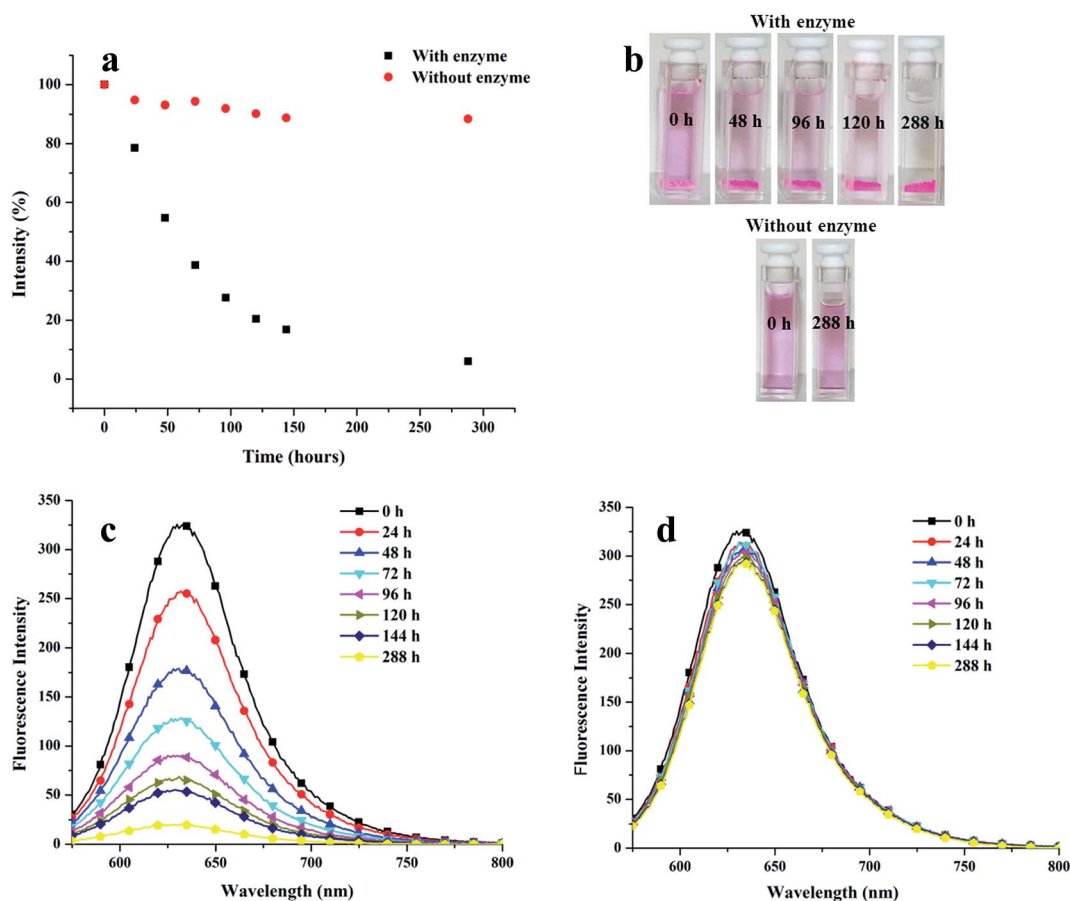 a
With enzyme
Without enzyme
100
80
60
40
20
0
Intensity (%)
0 50 100 150 200 250 300
Time (hours)
b
With enzyme
0 h 48 h 96 h 120 h 288 h
Without enzyme
0 h 288 h
c
0 h
24 h
48 h
72 h
96 h
120 h
144 h
288 h
350
300
250
200
150
100
50
0
Fluorescence Intensity
600 650 700 750 800
Wavelength (nm)
d
0 h
24 h
48 h
72 h
96 h
120 h
144 h
288 h
350
300
250
200
150
100
50
0
Fluorescence Intensity
600 650 700 750 800
Wavelength (nm)